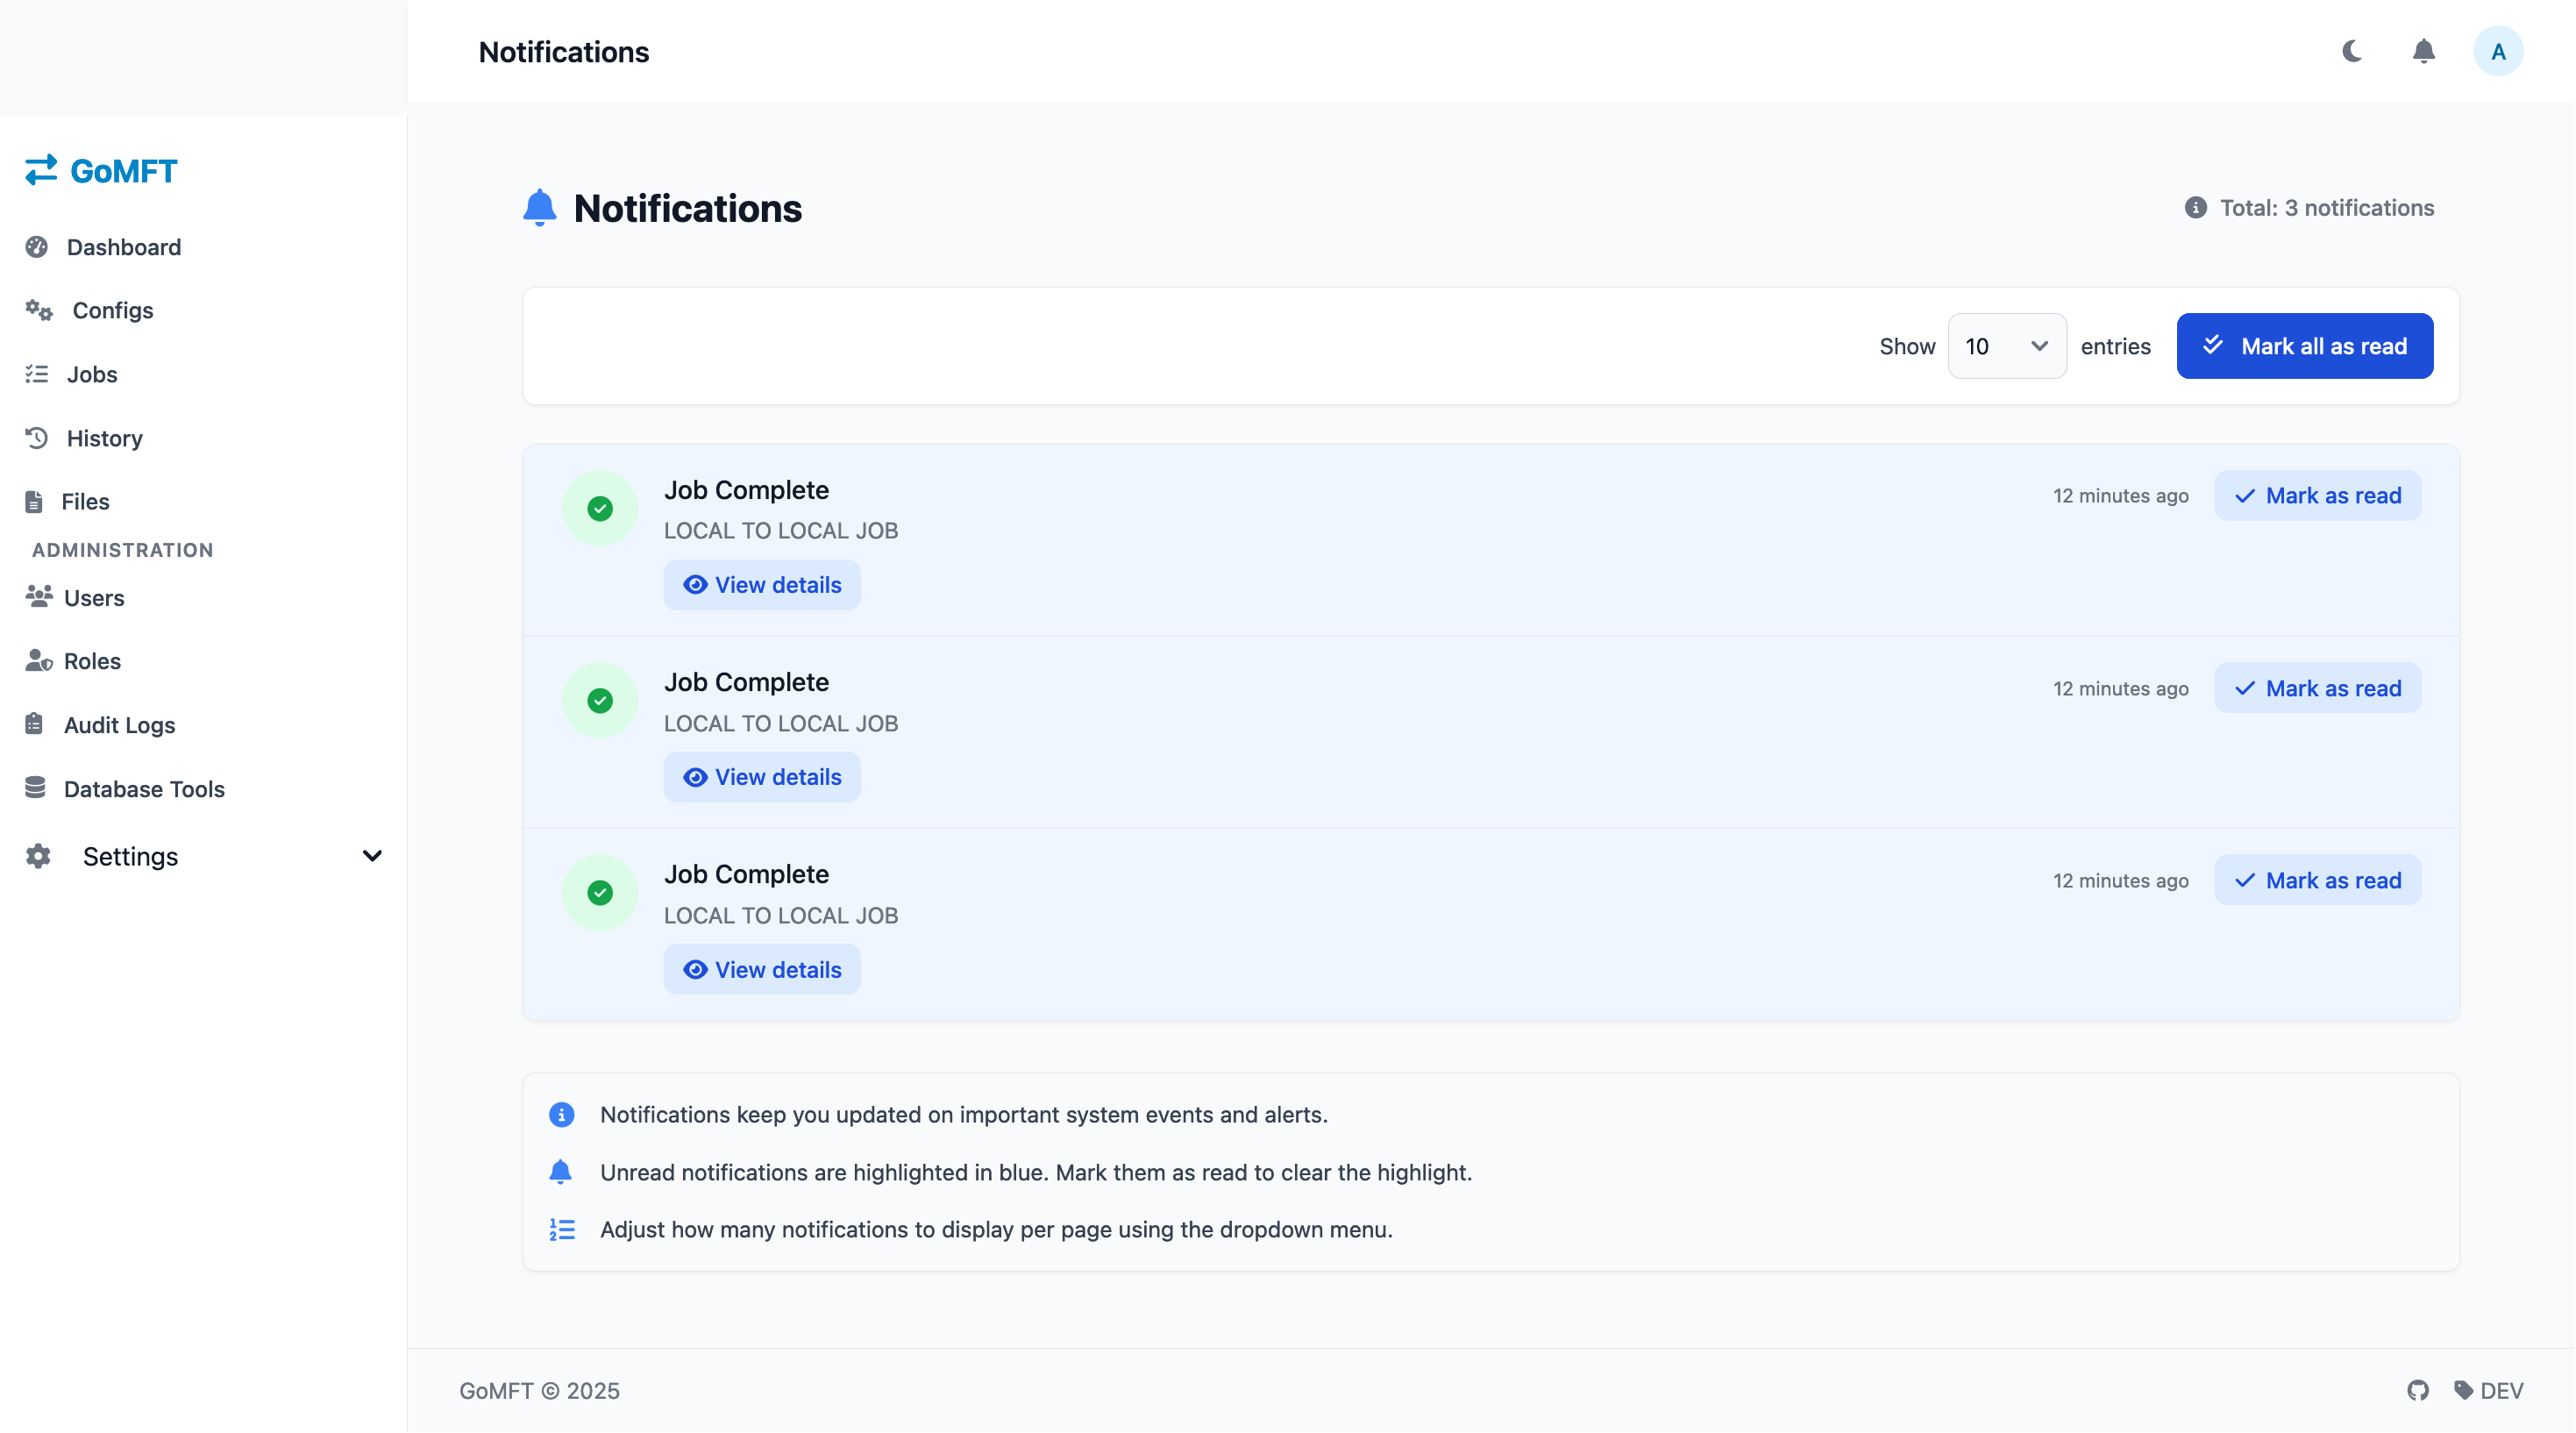 Notifications
A
GoMFT
Dashboard
Configs
Jobs
History
Files
ADMINISTRATION
Users
Roles
Audit Logs
Database Tools
Settings
Notifications
Total: 3 notifications
Show 10 entries Mark all as read
Job Complete
LOCAL TO LOCAL JOB
View details
12 minutes ago Mark as read
Job Complete
LOCAL TO LOCAL JOB
View details
12 minutes ago Mark as read
Job Complete
LOCAL TO LOCAL JOB
View details
12 minutes ago Mark as read
Notifications keep you updated on important system events and alerts.
Unread notifications are highlighted in blue. Mark them as read to clear the highlight.
Adjust how many notifications to display per page using the dropdown menu.
GoMFT © 2025
DEV